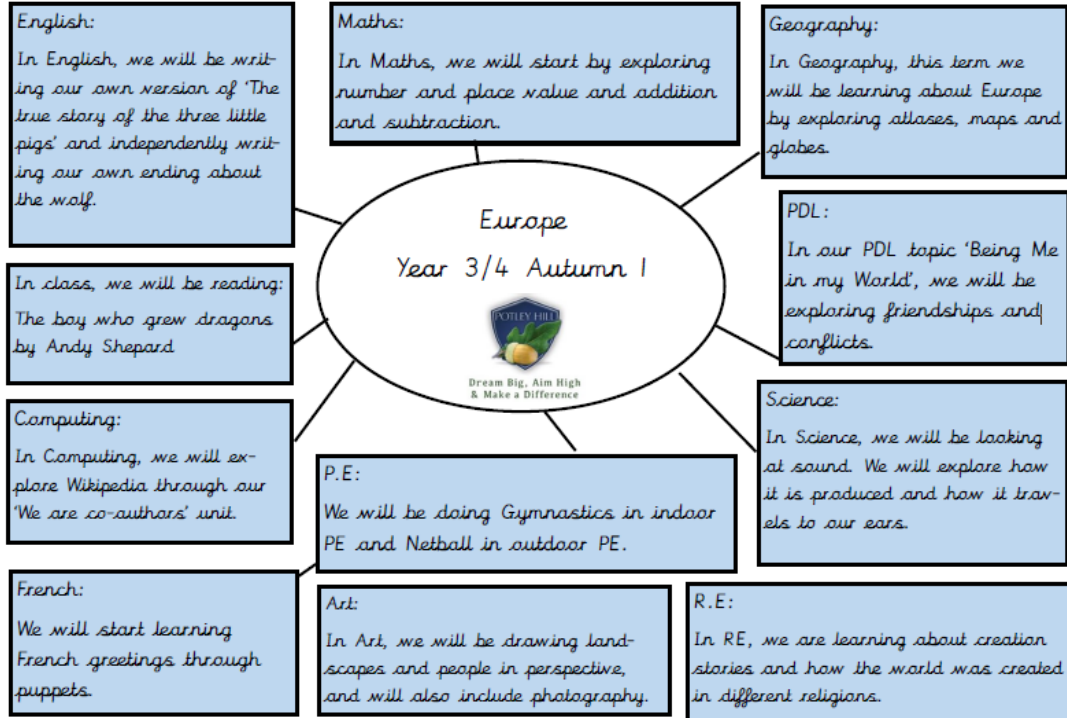 English:
In English, we will be writ-
ing our own version of 'The
true story of the three little
pigs' and independently writ-
ing our own ending about
the wolf.
Maths:
In Maths, we will start by exploring
number and place value and addition
and subtraction.
Geography:
In Geography, this term we
will be learning about Europe
by exploring atlases, maps and
globes.
Europe
Year 3/4 Autumn 1
POTLEY HILL
Dream Big, Aim High
& Make a Difference
PDL:
In our PDL topic 'Being Me
in my World', we will be
exploring friendships and
conflicts.
In class, we will be reading:
The boy who grew dragons
by Andy Shepard
Computing:
In Computing, we will ex-
plore Wikipedia through our
'We are co-authors' unit.
P.E:
We will be doing Gymnastics in indoor
PE and Netball in outdoor PE.
Science:
In Science, we will be looking
at sound. We will explore how
it is produced and how it trav-
els to our ears.
French:
We will start learning
French greetings through
puppets.
Art:
In Art, we will be drawing land-
scapes and people in perspective,
and will also include photography.
R.E:
In RE, we are learning about creation
stories and how the world was created
in different religions.